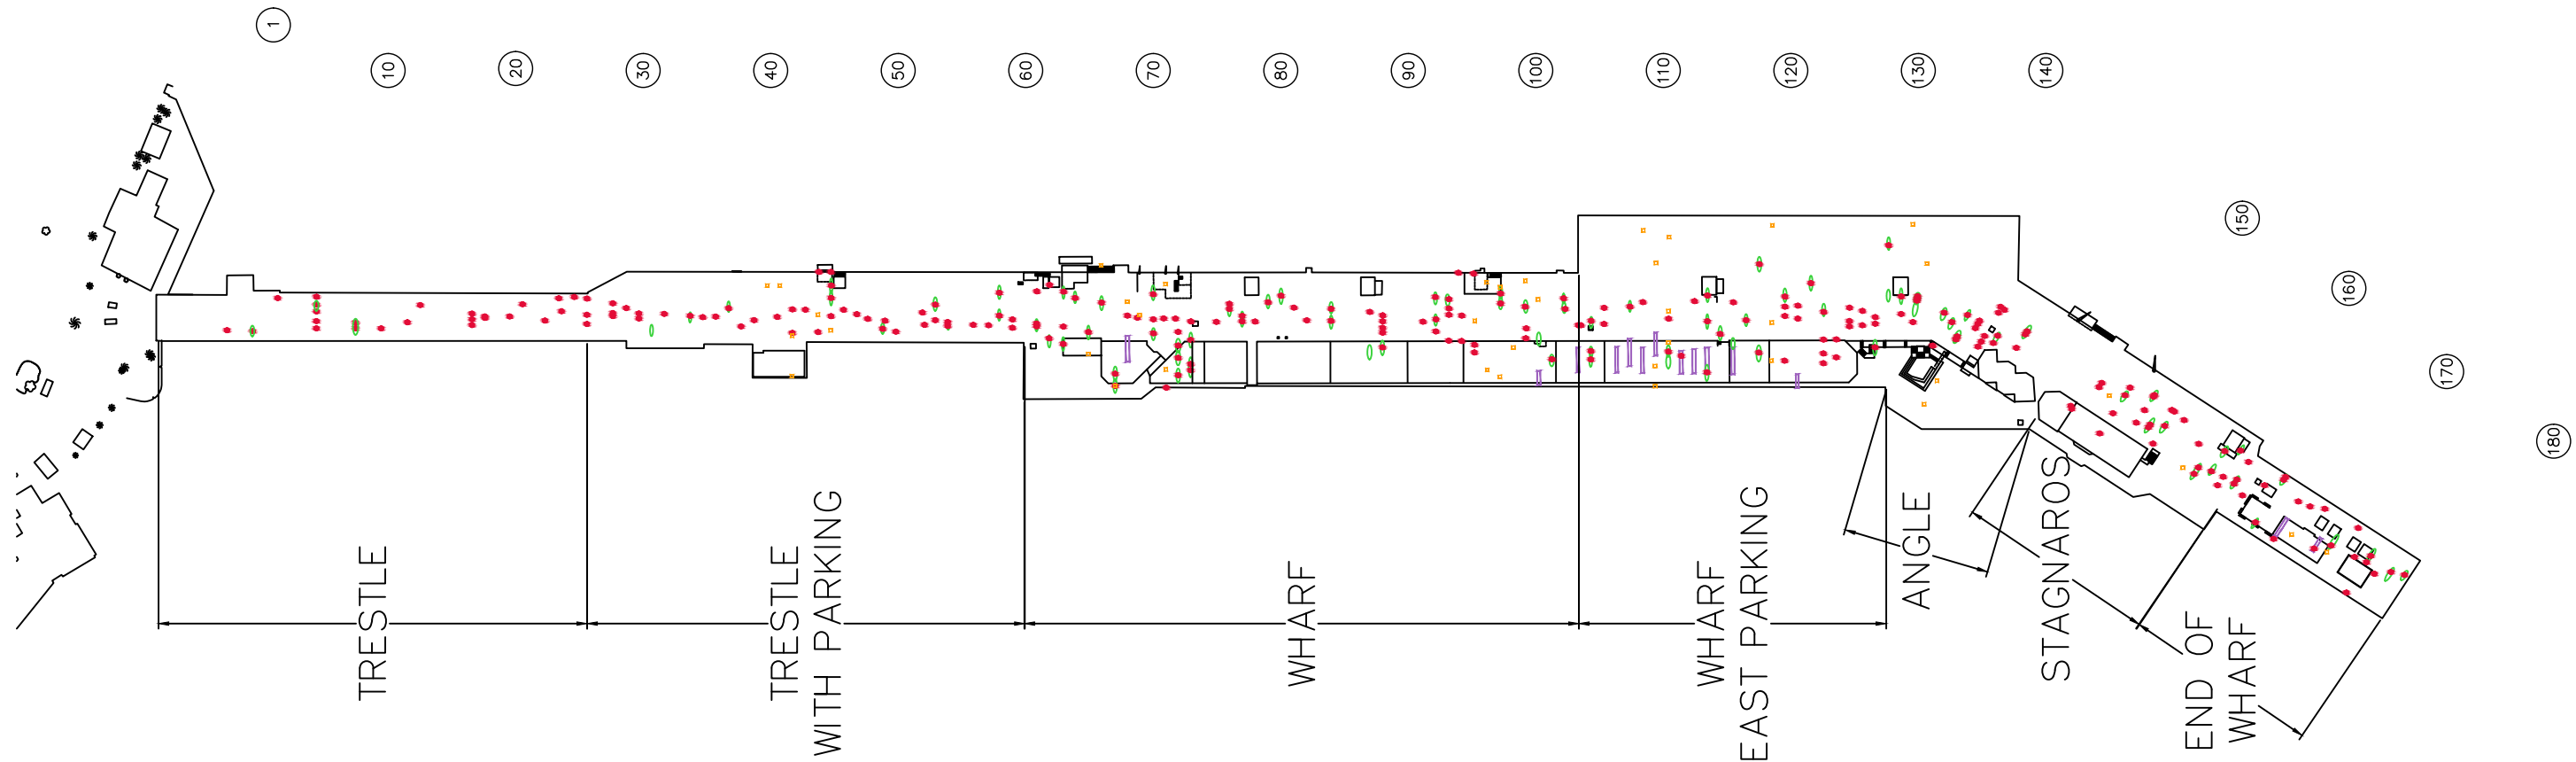 1
10
20
30
40
50
60
70
80
90
100
110
120
130
140
150
160
170
180
TRESTLE
TRESTLE
WITH PARKING
WHARF
WHARF
EAST PARKING
ANGLE
STAGNAROS
END OF
WHARF